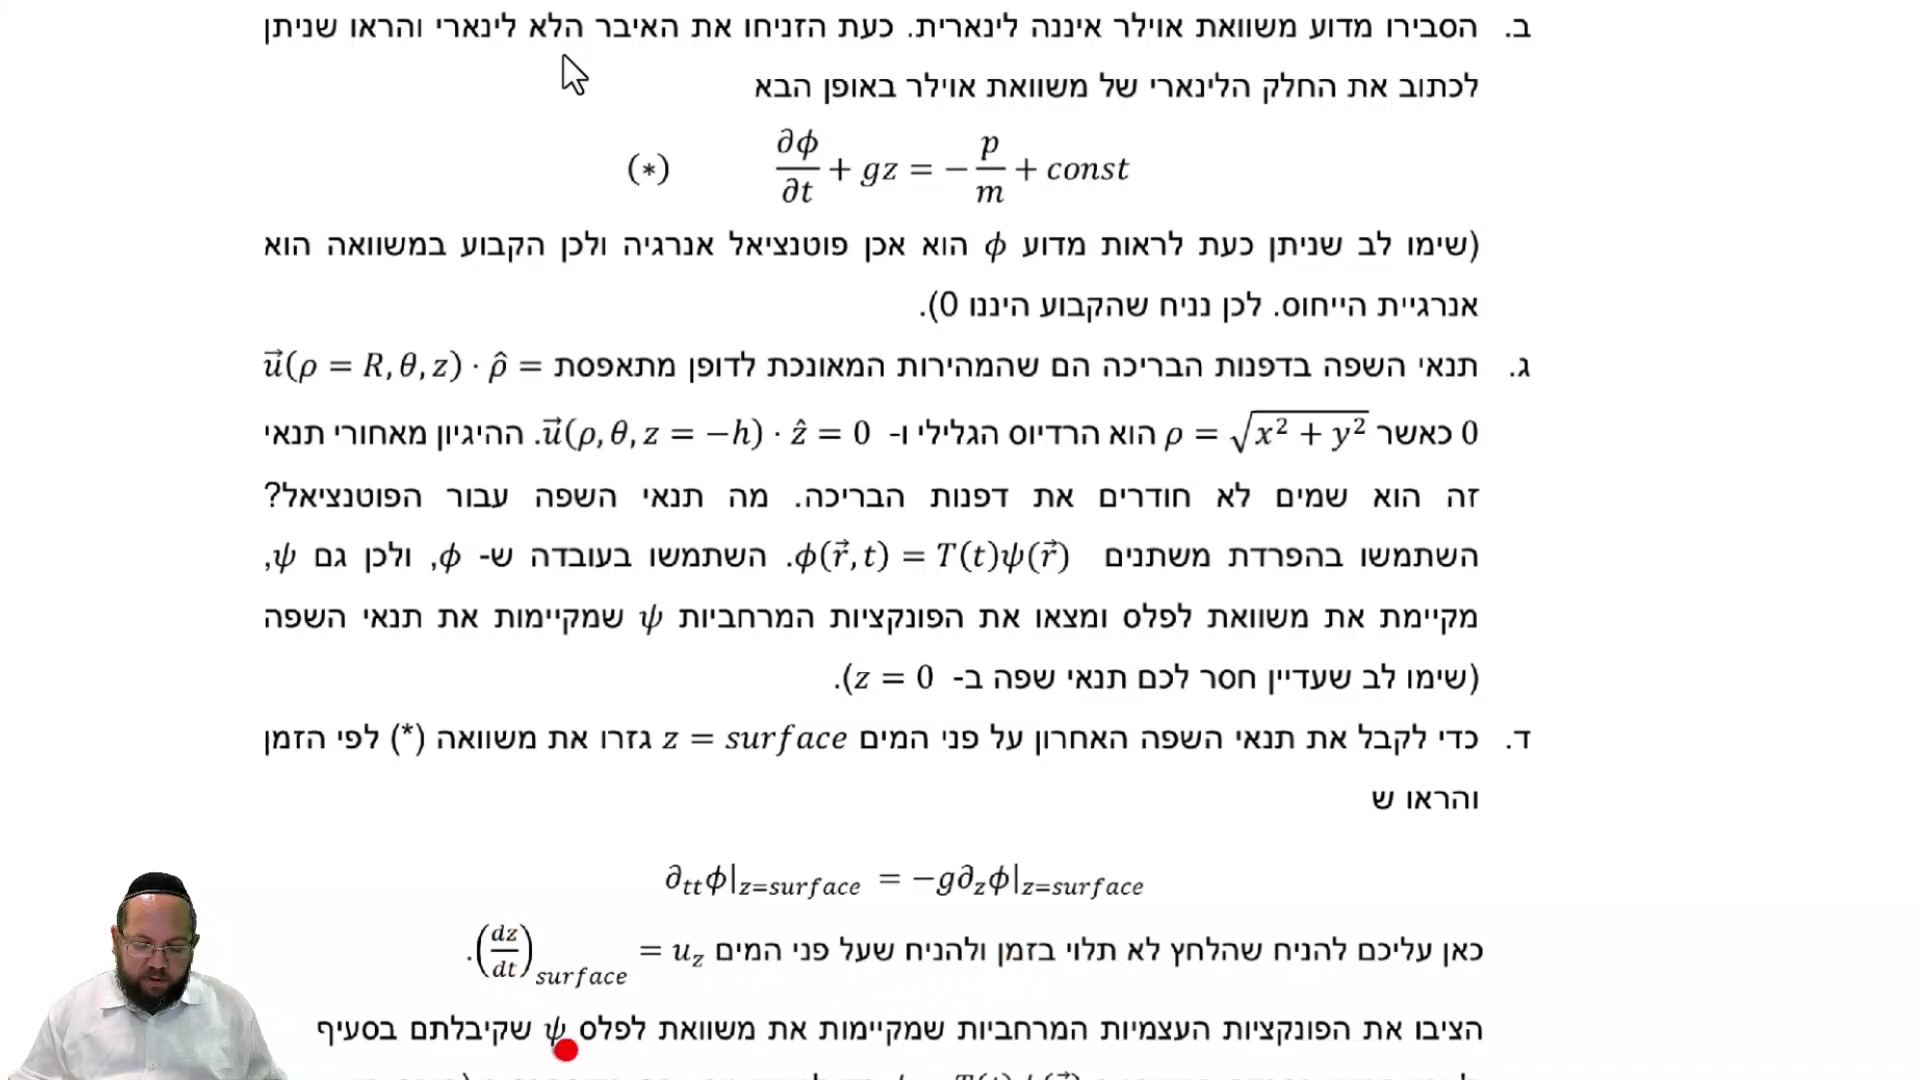 ב. הסבירו מדוע משוואת אוילר איננה לינארית. כעת הזניחו את האיבר הלא לינארי והראו שניתן
לכתוב את החלק הלינארי של משוואת אוילר באופן הבא
(*) ∂ϕ/∂t + gz = −p/m + const
(שימו לב שניתן כעת לראות מדוע ϕ הוא אכן פוטנציאל אנרגיה ולכן הקבוע במשוואה הוא
אנרגיית הייחוס. לכן נניח שהקבוע היננו 0).
ג. תנאי השפה בדפנות הבריכה הם שהמהירות המאונכת לדופן מתאפסת u⃗(ρ = R, θ, z) · ρ̂ =
0 כאשר ρ = √(x² + y²) הוא הרדיוס הגלילי ו- u⃗(ρ, θ, z = −h) · ẑ = 0. ההיגיון מאחורי תנאי
זה הוא שמים לא חודרים את דפנות הבריכה. מה תנאי השפה עבור הפוטנציאל?
השתמשו בהפרדת משתנים ϕ(r⃗, t) = T(t)ψ(r⃗). השתמשו בעובדה ש- ϕ, ולכן גם ψ,
מקיימת את משוואת לפלס ומצאו את הפונקציות המרחביות ψ שמקיימות את תנאי השפה
(שימו לב שעדיין חסר לכם תנאי שפה ב- z = 0).
ד. כדי לקבל את תנאי השפה האחרון על פני המים z = surface גזרו את משוואה (*) לפי הזמן
והראו ש
∂ttϕ|z=surface = −g∂zϕ|z=surface
כאן עליכם להניח שהלחץ לא תלוי בזמן ולהניח שעל פני המים (dz/dt)surface = uz.
הציבו את הפונקציות העצמיות המרחביות שמקיימות את משוואת לפלס ψ שקיבלתם בסעיף